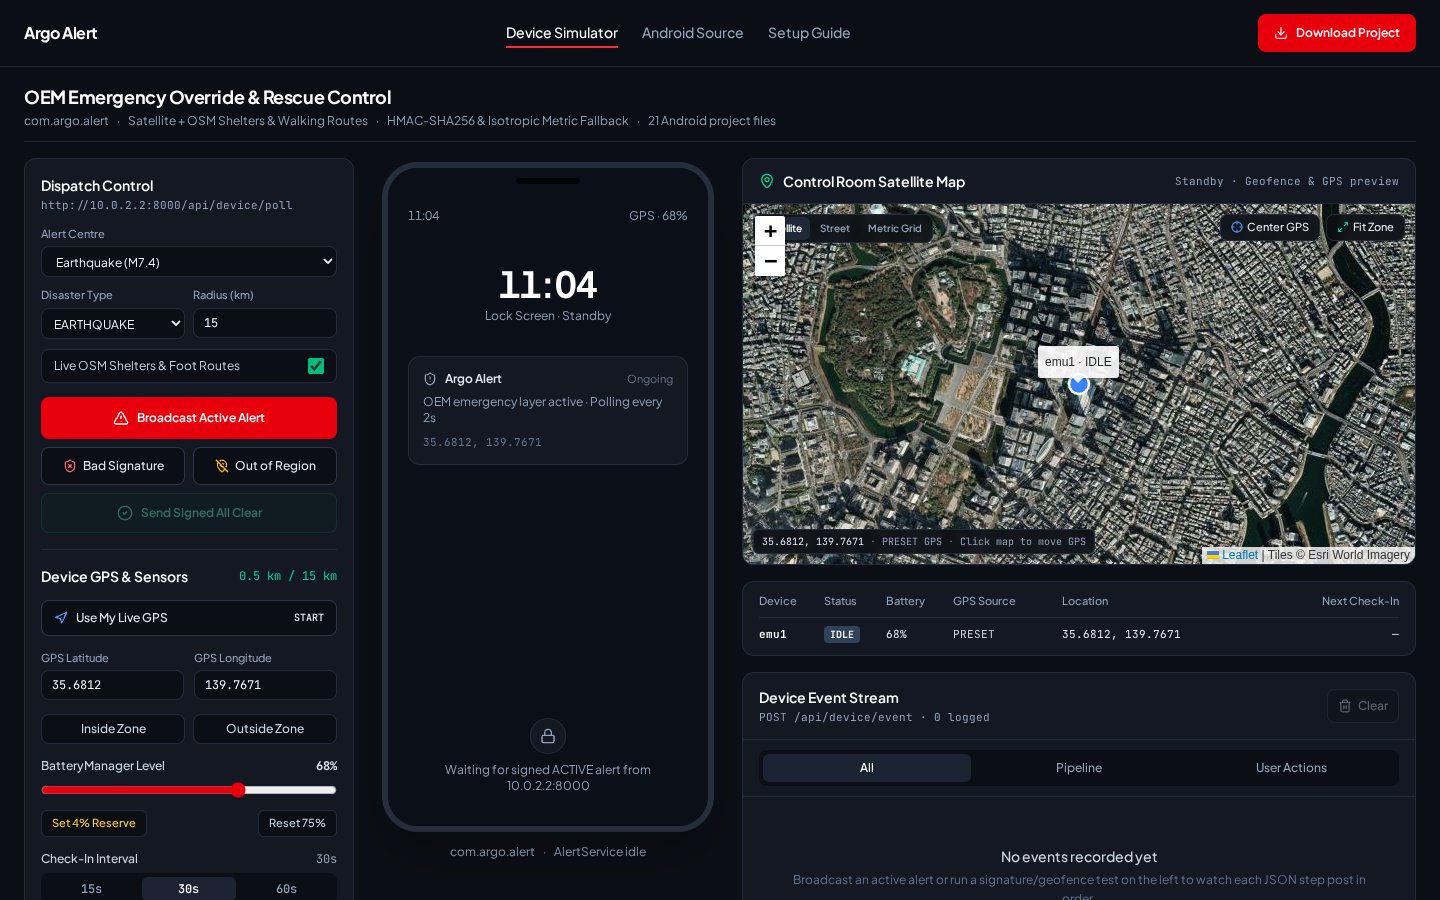 Argo Alert
Device Simulator
Android Source
Setup Guide
Download Project
OEM Emergency Override & Rescue Control
com.argo.alert · Satellite + OSM Shelters & Walking Routes · HMAC-SHA256 & Isotropic Metric Fallback · 21 Android project files
Dispatch Control
http://10.0.2.2:8000/api/device/poll
Alert Centre
Earthquake (M7.4)
Disaster Type
Radius (km)
EARTHQUAKE
15
Live OSM Shelters & Foot Routes
Broadcast Active Alert
Bad Signature
Out of Region
Send Signed All Clear
Device GPS & Sensors
0.5 km / 15 km
Use My Live GPS
START
GPS Latitude
GPS Longitude
35.6812
139.7671
Inside Zone
Outside Zone
BatteryManager Level
68%
Set 4% Reserve
Reset 75%
Check-In Interval
30s
15s
30s
60s
11:04
GPS · 68%
11:04
Lock Screen · Standby
Argo Alert
Ongoing
OEM emergency layer active · Polling every
2s
35.6812, 139.7671
Waiting for signed ACTIVE alert from
10.0.2.2:8000
com.argo.alert · AlertService idle
Control Room Satellite Map
Standby · Geofence & GPS preview
+
−
llite
Street
Metric Grid
Center GPS
Fit Zone
emu1 · IDLE
35.6812, 139.7671 · PRESET GPS · Click map to move GPS
Leaflet | Tiles © Esri World Imagery
Device
Status
Battery
GPS Source
Location
Next Check-In
emu1
IDLE
68%
PRESET
35.6812, 139.7671
—
Device Event Stream
POST /api/device/event · 0 logged
Clear
All
Pipeline
User Actions
No events recorded yet
Broadcast an active alert or run a signature/geofence test on the left to watch each JSON step post in
order.